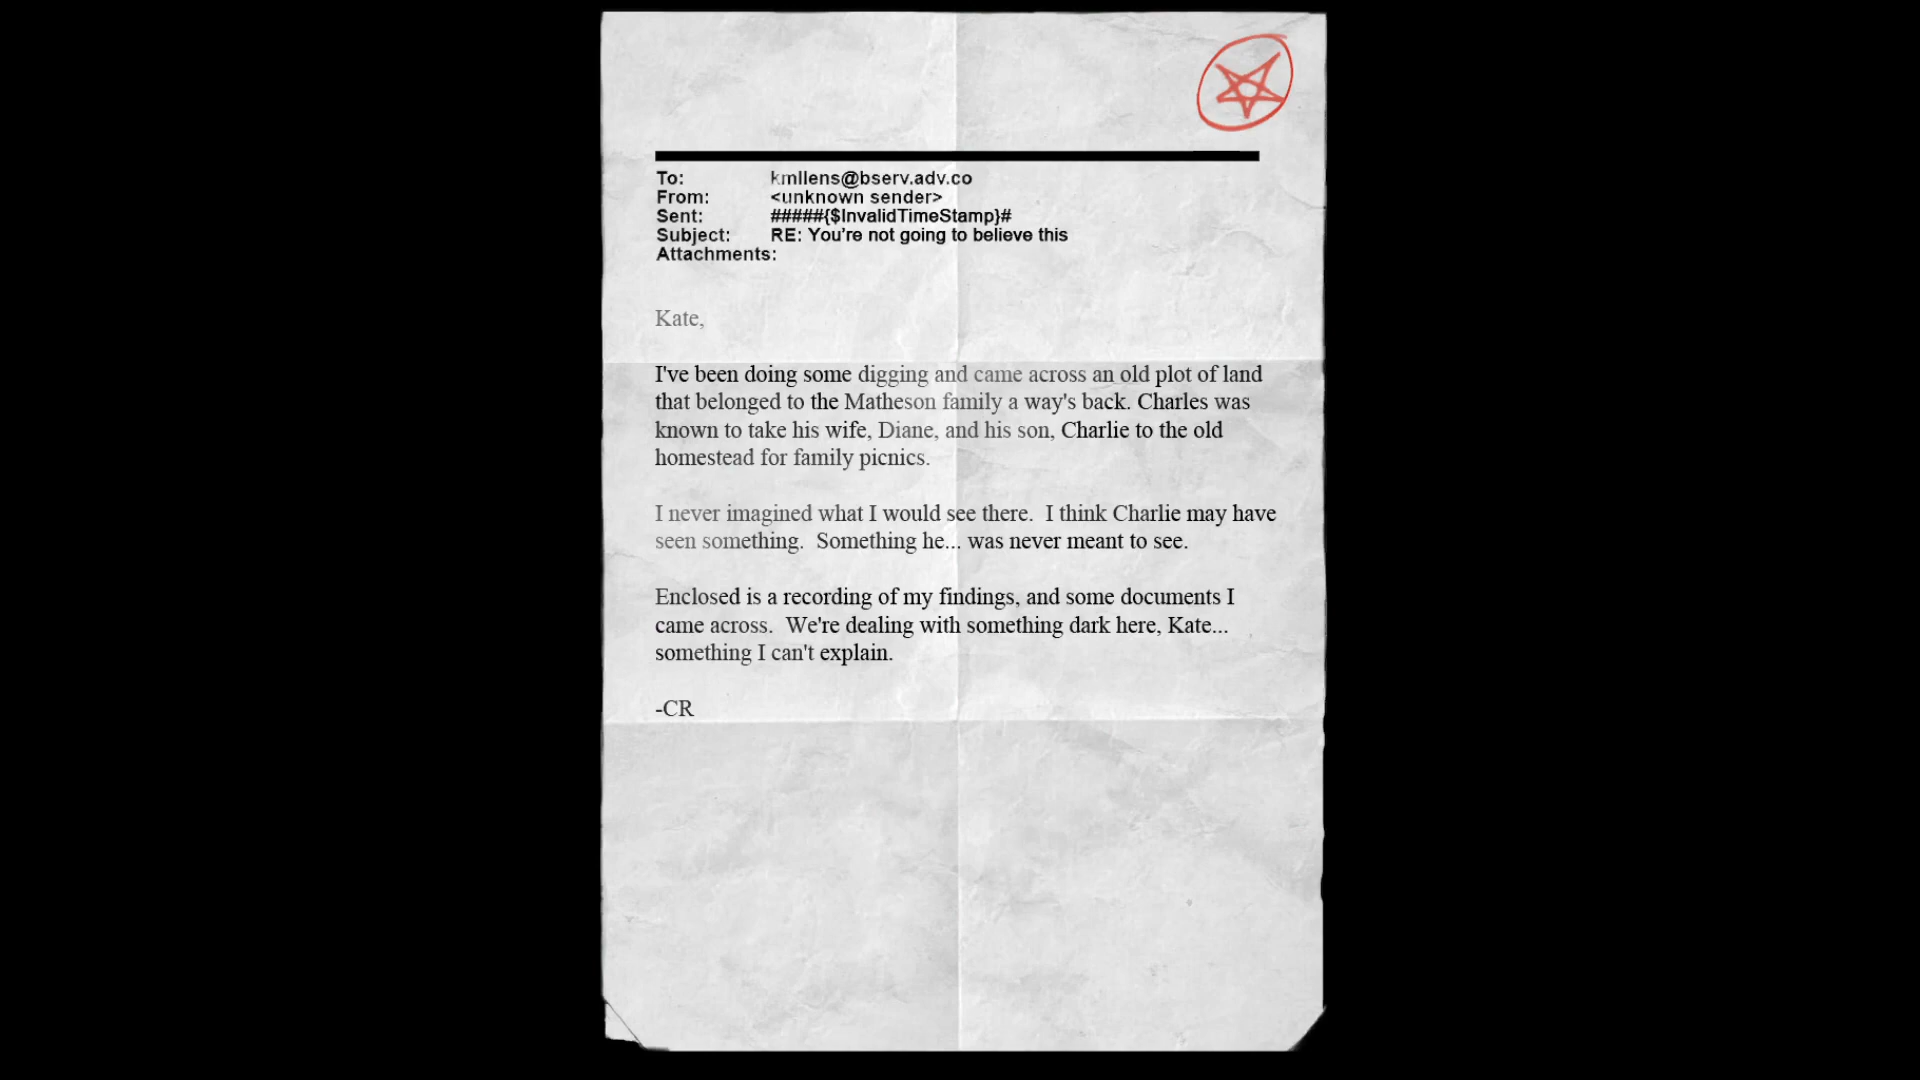 To: kmllens@bserv.adv.co
From: <unknown sender>
Sent: #####{$InvalidTimeStamp}#
Subject: RE: You're not going to believe this
Attachments:
Kate,
I've been doing some digging and came across an old plot of land
that belonged to the Matheson family a way's back. Charles was
known to take his wife, Diane, and his son, Charlie to the old
homestead for family picnics.
I never imagined what I would see there.  I think Charlie may have
seen something.  Something he... was never meant to see.
Enclosed is a recording of my findings, and some documents I
came across.  We're dealing with something dark here, Kate...
something I can't explain.
-CR